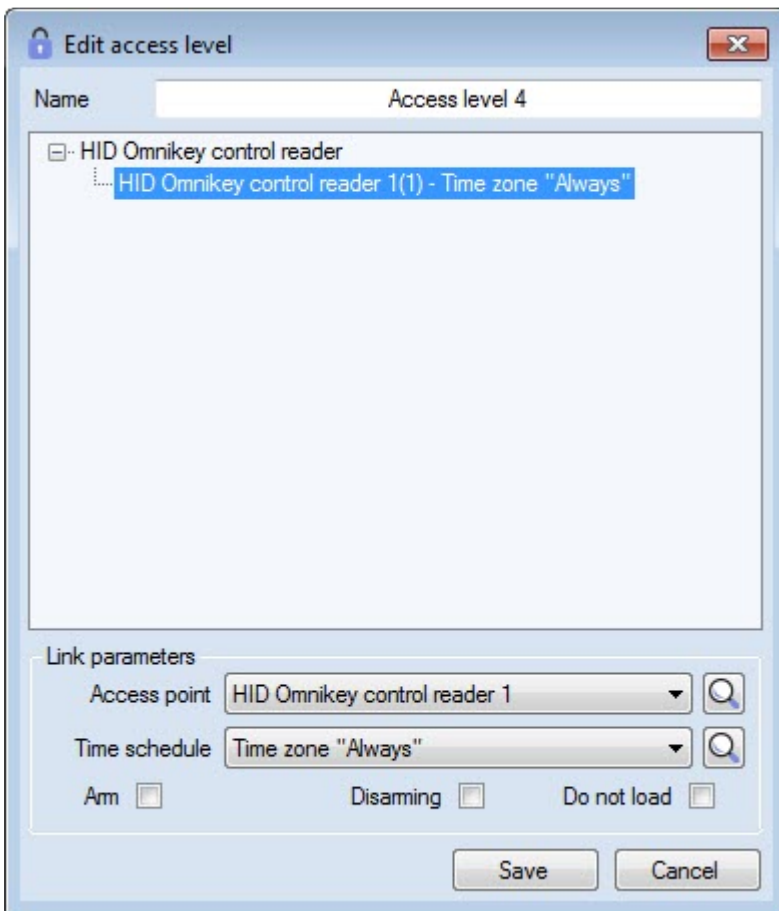 Edit access level
Name Access level 4
HID Omnikey control reader
HID Omnikey control reader 1(1) - Time zone "Always"
Link parameters
Access point HID Omnikey control reader 1
Time schedule Time zone "Always"
Arm Disarming Do not load
Save Cancel